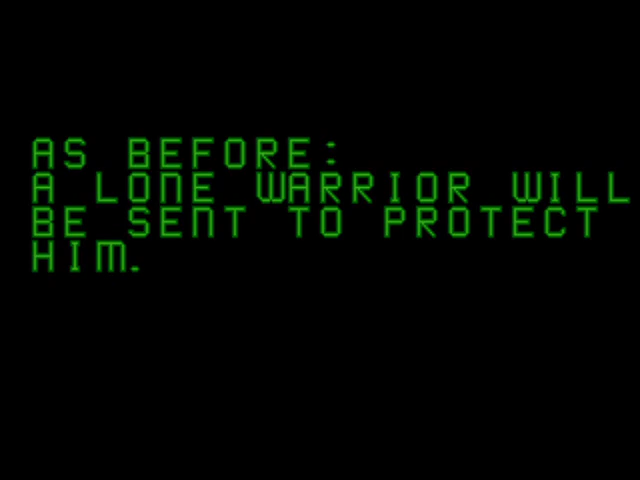 AS BEFORE:
A LONE WARRIOR WILL
BE SENT TO PROTECT
HIM.